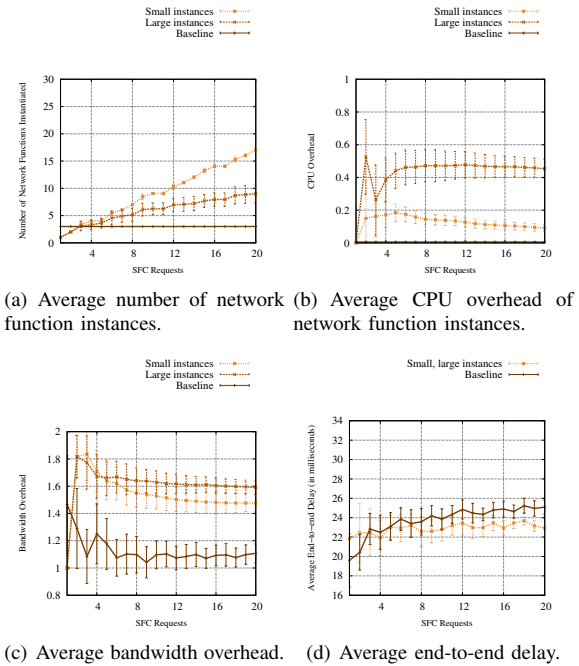 Small instances
Large instances
Baseline
Number of Network Functions Instantiated
30
25
20
15
10
5
0
4 8 12 16 20
SFC Requests
Small instances
Large instances
Baseline
CPU Overhead
1
0.8
0.6
0.4
0.2
0
4 8 12 16 20
SFC Requests
(a) Average number of network function instances.
(b) Average CPU overhead of network function instances.
Small instances
Large instances
Baseline
Bandwidth Overhead
2
1.8
1.6
1.4
1.2
1
0.8
4 8 12 16 20
SFC Requests
Small, large instances
Baseline
Average End-to-end Delay (in milliseconds)
34
32
30
28
26
24
22
20
18
16
4 8 12 16 20
SFC Requests
(c) Average bandwidth overhead.
(d) Average end-to-end delay.